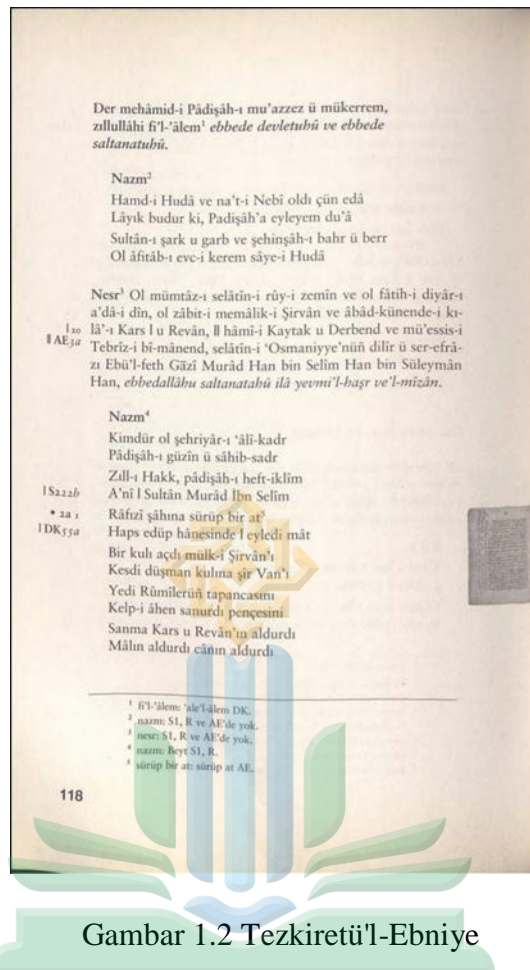 Der mehâmid-i Pâdişâh-ı mu'azzez ü mükerrem,
zıllullâhi fi'l-'âlem¹ ebbede devletuhû ve ebbede
saltanatuhû.
Nazm²
Hamd-i Hudâ ve na't-i Nebî oldı çün edâ
Lâyık budur ki, Padişâh'a eyleyem du'â
Sultân-ı şark u garb ve şehinşâh-ı bahr ü berr
Ol âfitâb-ı evc-i kerem sâye-i Hudâ
Nesr³ Ol mümtâz-ı selâtîn-i rûy-i zemîn ve ol fâtih-i diyâr-ı
a'dâ-i dîn, ol zâbit-i memâlik-i Şirvân ve âbâd-künende-i kı-
|20 lâ'-ı Kars | u Revân, || hâmî-i Kaytak u Derbend ve mü'essis-i
||AE3a Tebrîz-i bî-mânend, selâtîn-i 'Osmaniyye'nüñ dilîr ü ser-efrâ-
zı Ebü'l-feth Gāzî Murâd Han bin Selîm Han bin Süleymân
Han, ebbedallâhu saltanatahû ilâ yevmi'l-haşr ve'l-mîzân.
Nazm⁴
Kimdür ol şehriyâr-ı 'âlî-kadr
Pâdişâh-ı güzîn ü sâhib-sadr
Zıll-ı Hakk, pâdişâh-ı heft-iklîm
|S222b A'nî | Sultân Murâd İbn Selîm
• 2a 1 Râfızî şâhına sürüp bir at⁵
|DK55a Haps edüp hânesinde | eyledi mât
Bir kulı açdı mülk-i Şirvân'ı
Kesdi düşman kulına şîr Van'ı
Yedi Rûmîlerüñ tapancasını
Kelp-i âhen sanurdı pençesini
Sanma Kars u Revân'ın aldurdı
Mâlın aldurdı cânın aldurdı
¹ fi'l-'âlem: 'ale'l-âlem DK.
² nazm: S1, R ve AE'de yok.
³ nesr: S1, R ve AE'de yok.
⁴ nazm: Beyt S1, R.
⁵ sürüp bir at: sürüp at AE.
118
Gambar 1.2 Tezkiretü'l-Ebniye